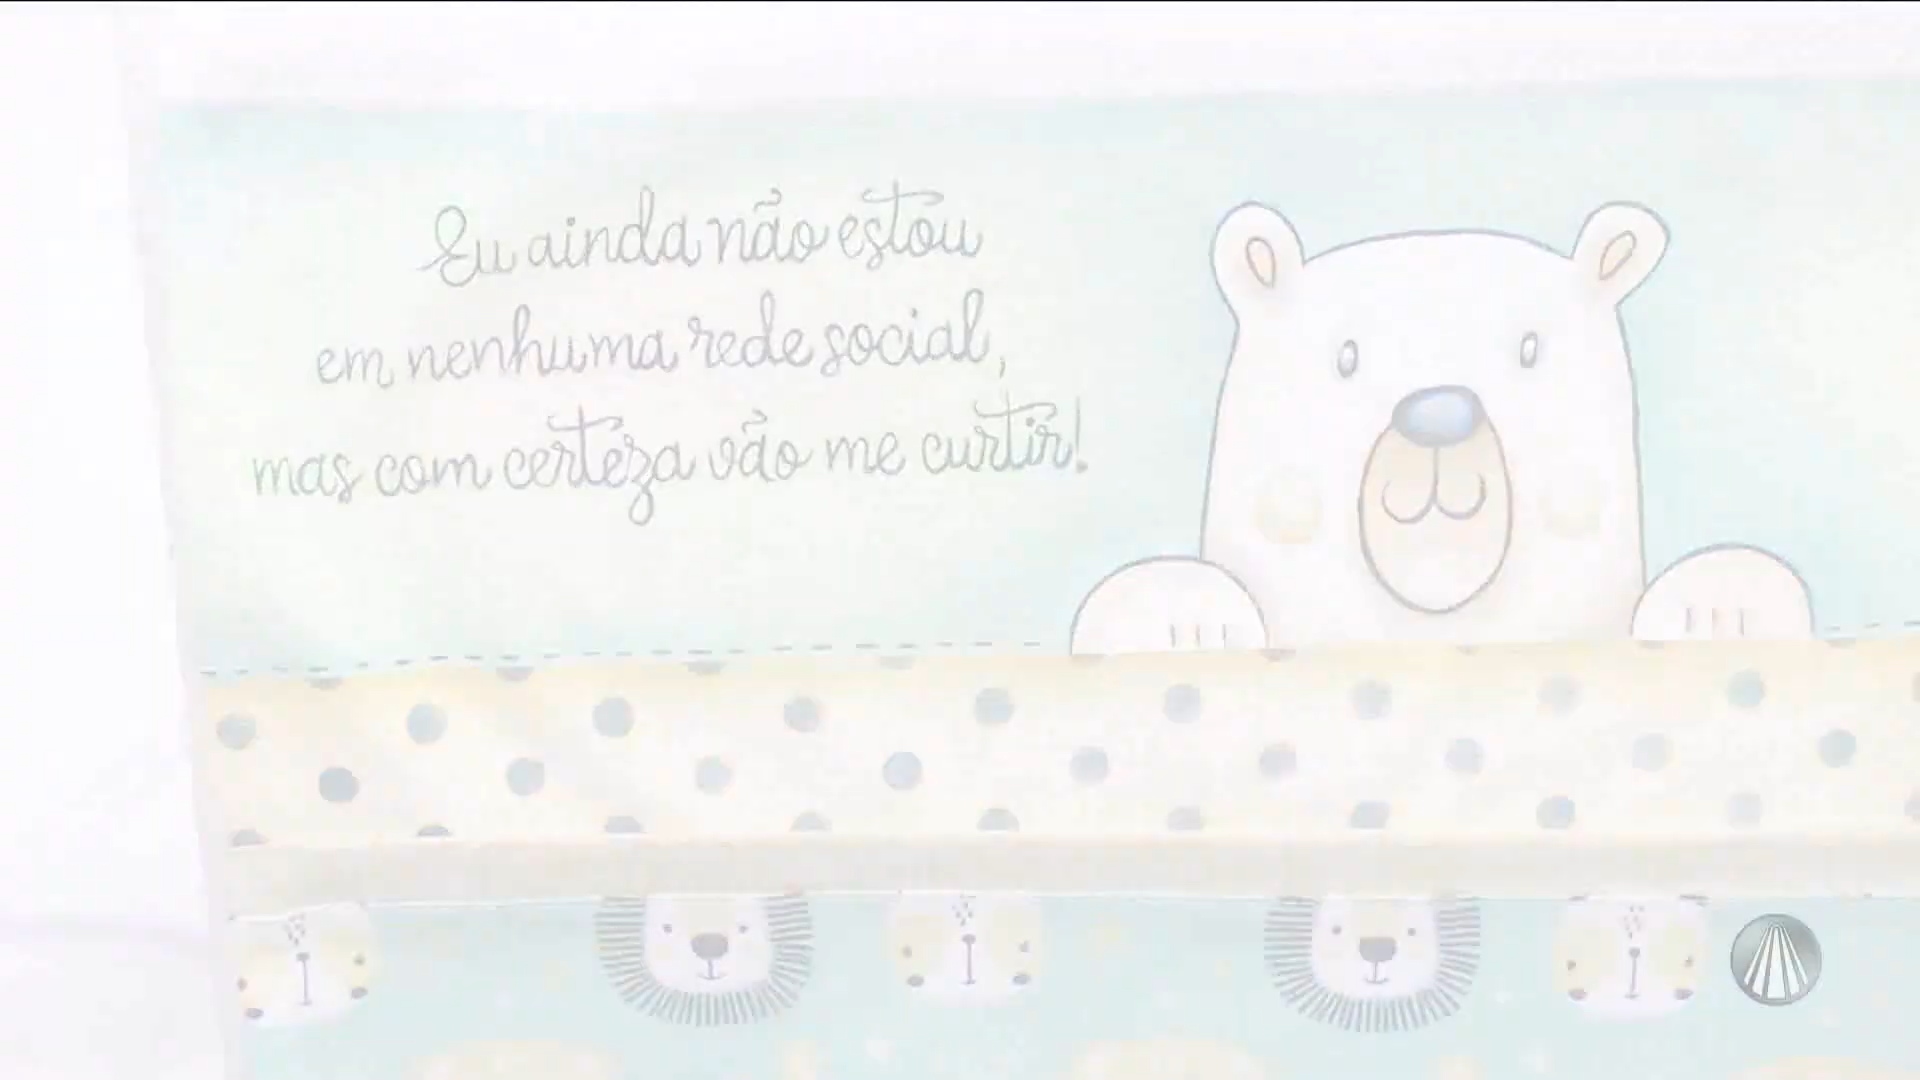 Eu ainda não estou
em nenhuma rede social,
mas com certeza vão me curtir!